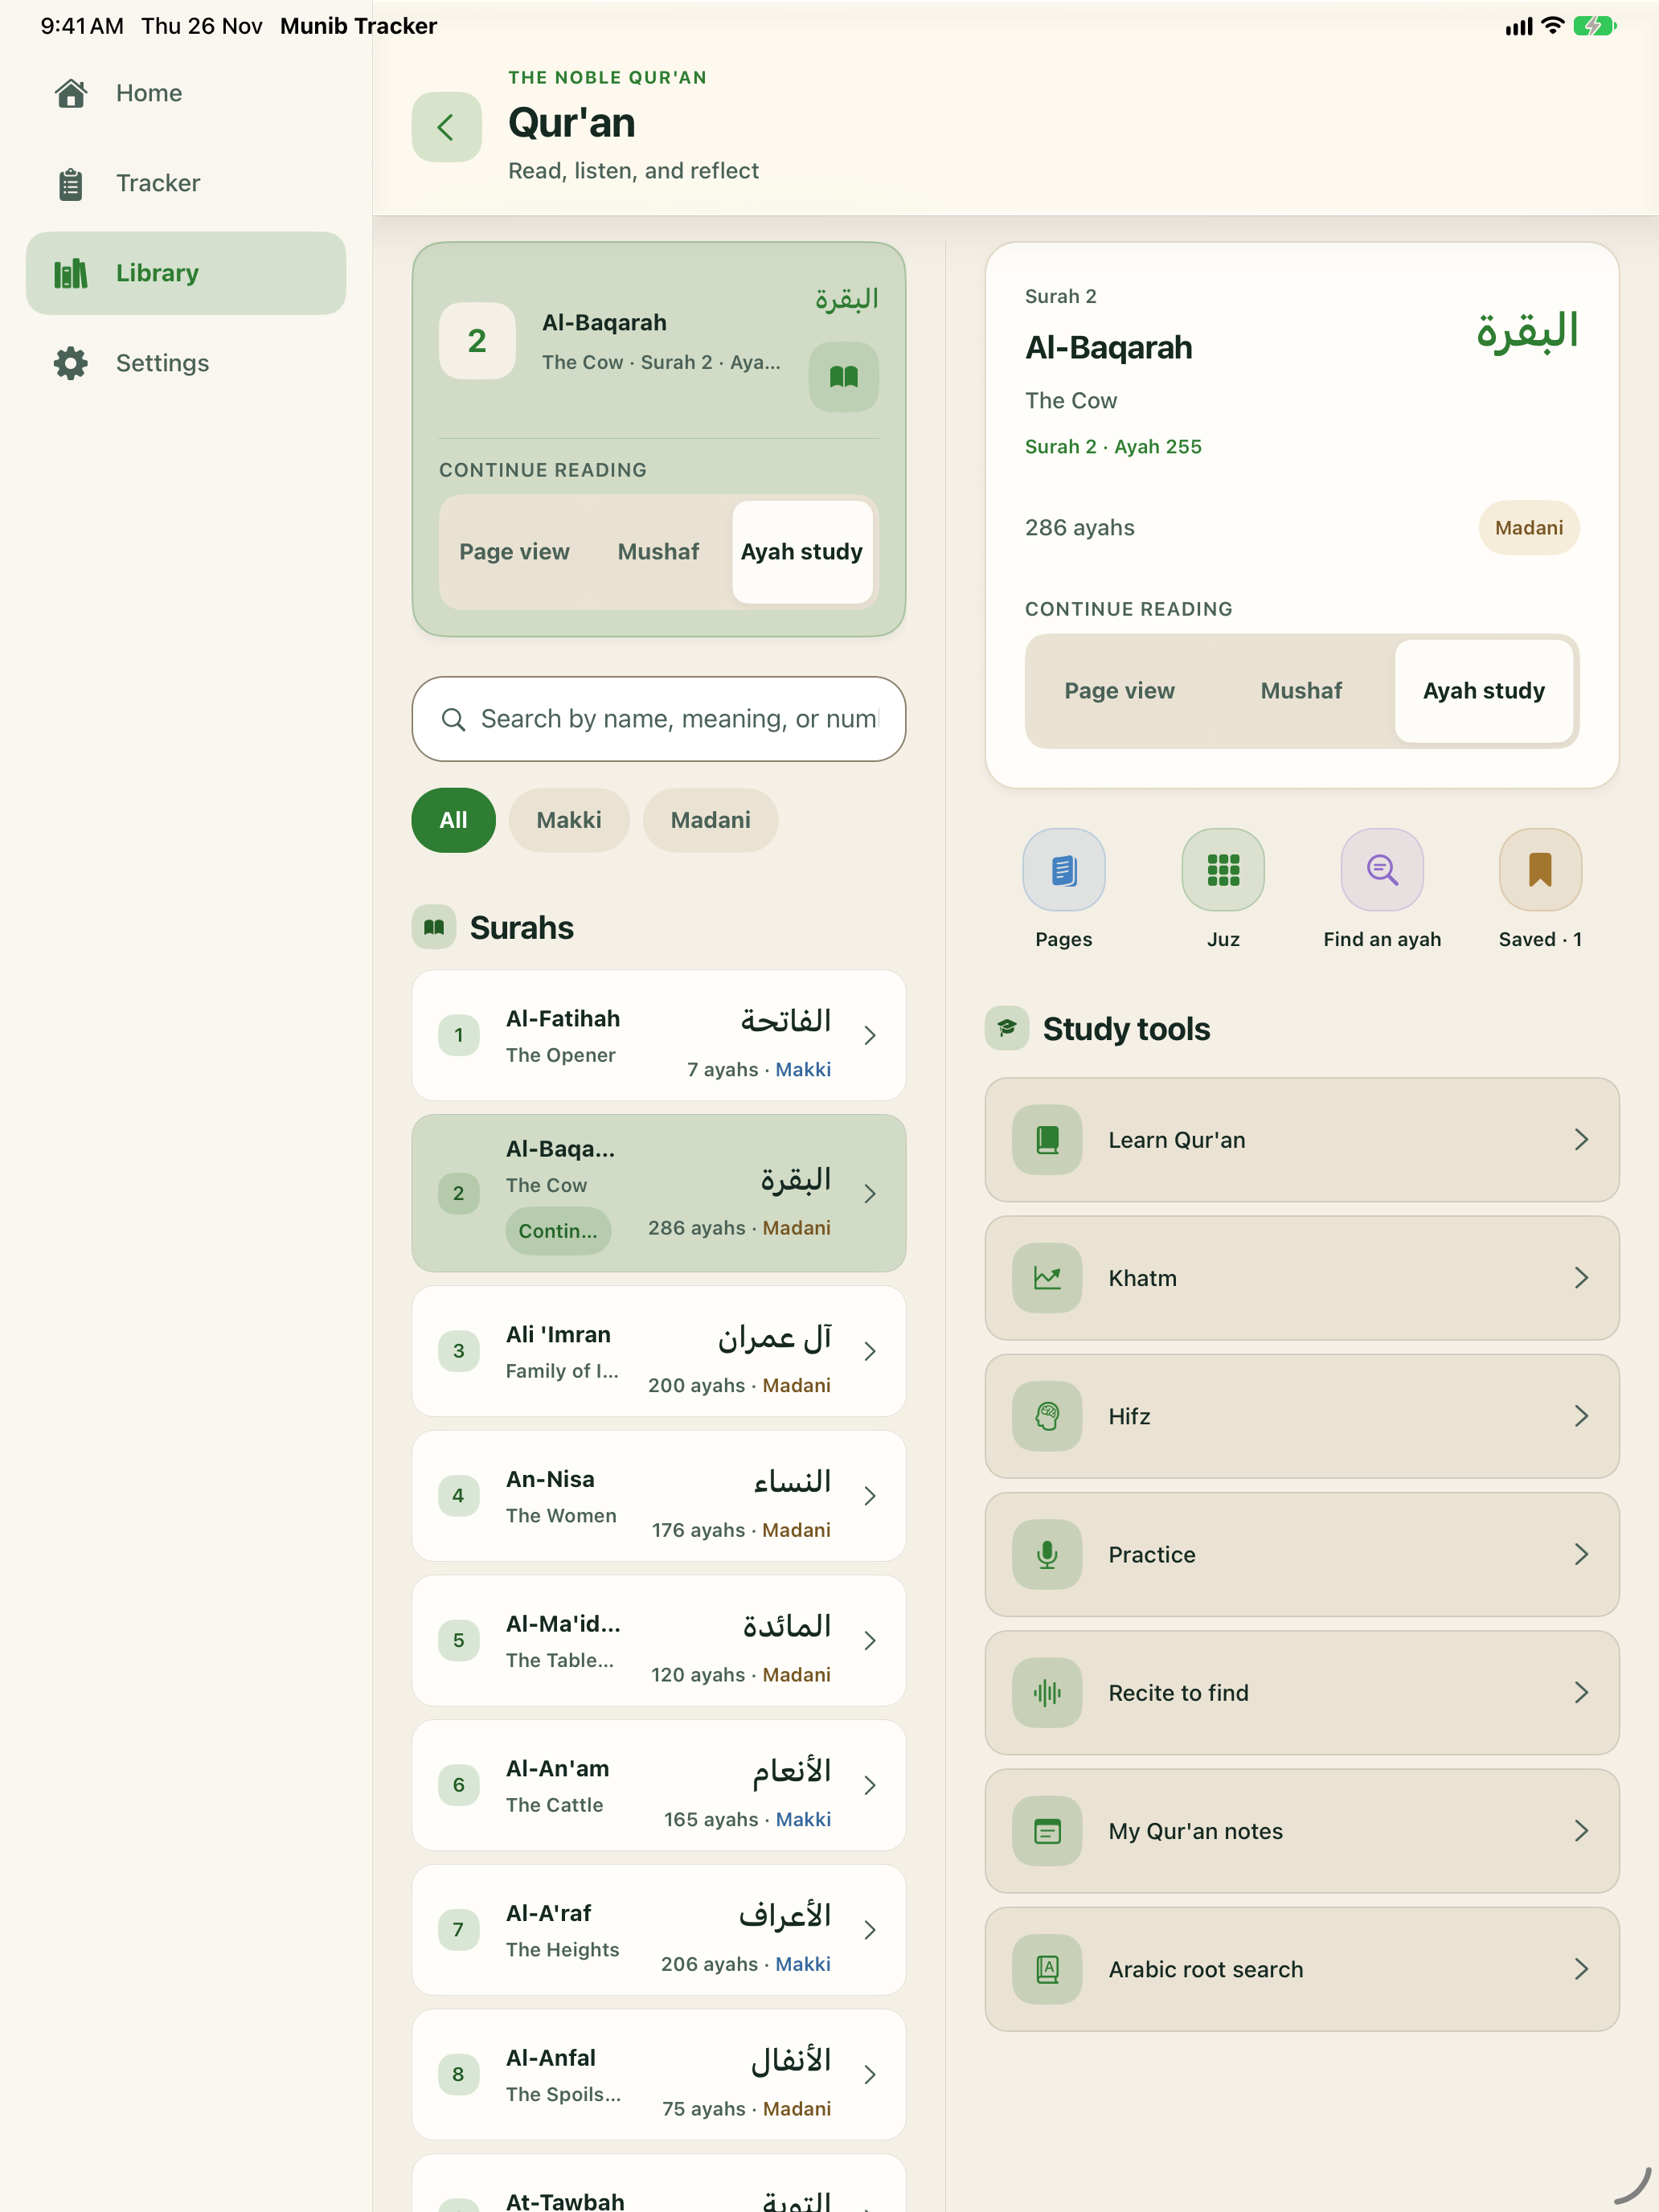 9:41 AM Thu 26 Nov Munib Tracker
Home
Tracker
Library
Settings
THE NOBLE QUR'AN
Qur'an
Read, listen, and reflect
2
Al-Baqarah
The Cow · Surah 2 · Aya...
البقرة
CONTINUE READING
Page view Mushaf Ayah study
Search by name, meaning, or num
All Makki Madani
Surahs
1
Al-Fatihah
The Opener
الفاتحة
7 ayahs · Makki
2
Al-Baqa...
The Cow
Contin...
البقرة
286 ayahs · Madani
3
Ali 'Imran
Family of I...
آل عمران
200 ayahs · Madani
4
An-Nisa
The Women
النساء
176 ayahs · Madani
5
Al-Ma'id...
The Table...
المائدة
120 ayahs · Madani
6
Al-An'am
The Cattle
الأنعام
165 ayahs · Makki
7
Al-A'raf
The Heights
الأعراف
206 ayahs · Makki
8
Al-Anfal
The Spoils...
الأنفال
75 ayahs · Madani
At-Tawbah
التوبة
Surah 2
Al-Baqarah
البقرة
The Cow
Surah 2 · Ayah 255
286 ayahs
Madani
CONTINUE READING
Page view Mushaf Ayah study
Pages Juz Find an ayah Saved · 1
Study tools
Learn Qur'an
Khatm
Hifz
Practice
Recite to find
My Qur'an notes
Arabic root search